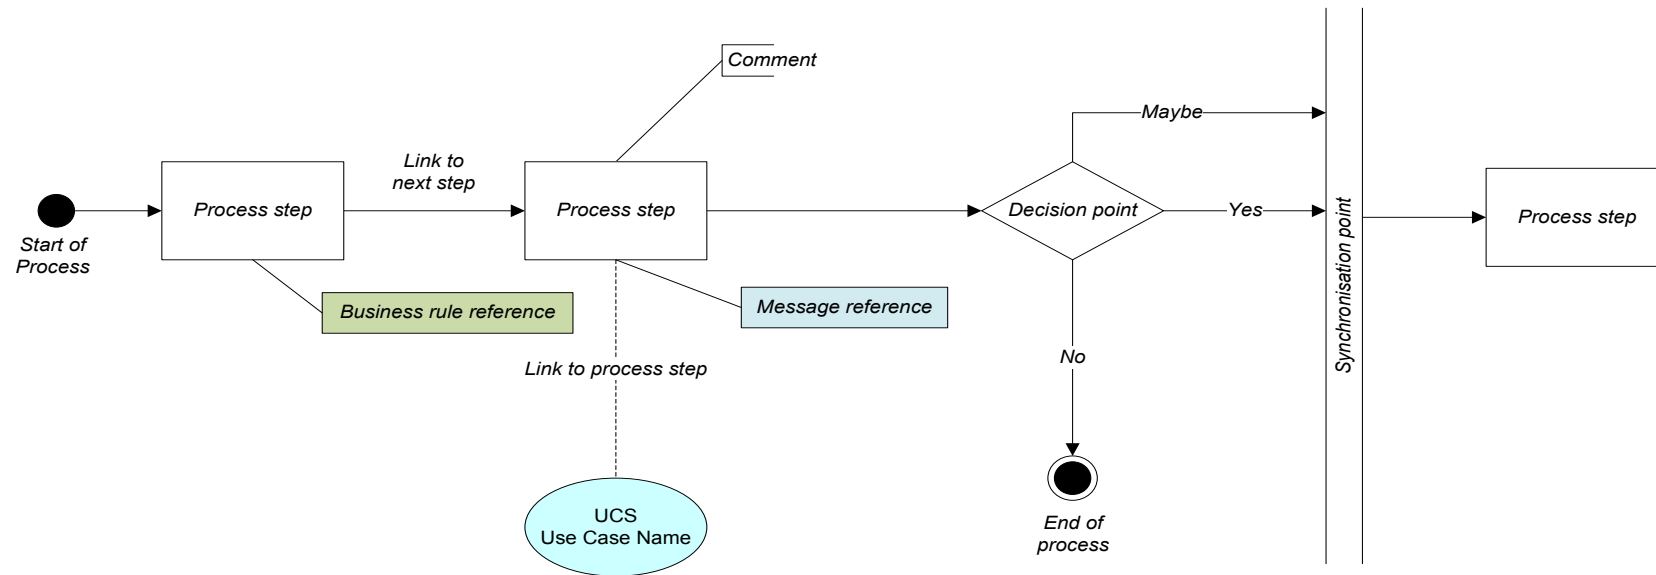 Comment
Maybe
Link to
next step
Process step
Process step
Decision point
Yes
Synchronisation point
Process step
Start of
Process
Business rule reference
Message reference
No
Link to process step
UCS
Use Case Name
End of
process